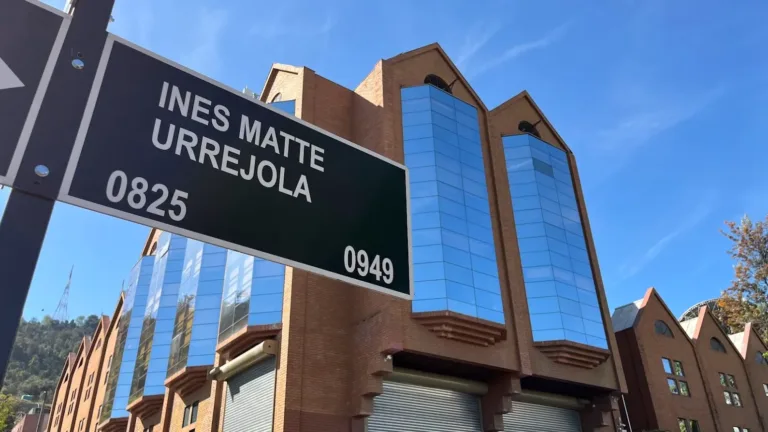 INES MATTE
URREJOLA
0825
0949